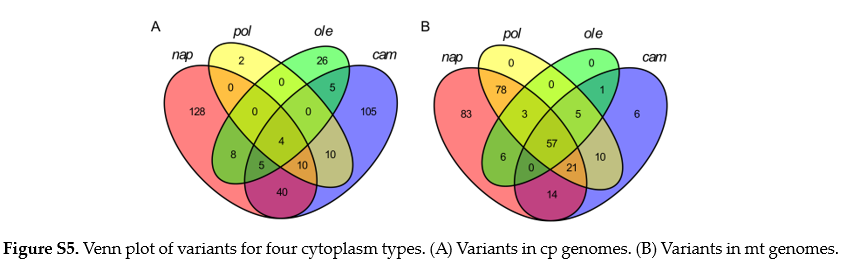 A
B
pol
ole
nap
cam
2
26
0
0
5
128
0
0
105
4
8
5
10
10
40
pol
ole
nap
cam
0
0
78
0
1
83
3
5
6
57
6
0
21
10
14
Figure S5. Venn plot of variants for four cytoplasm types. (A) Variants in cp genomes. (B) Variants in mt genomes.